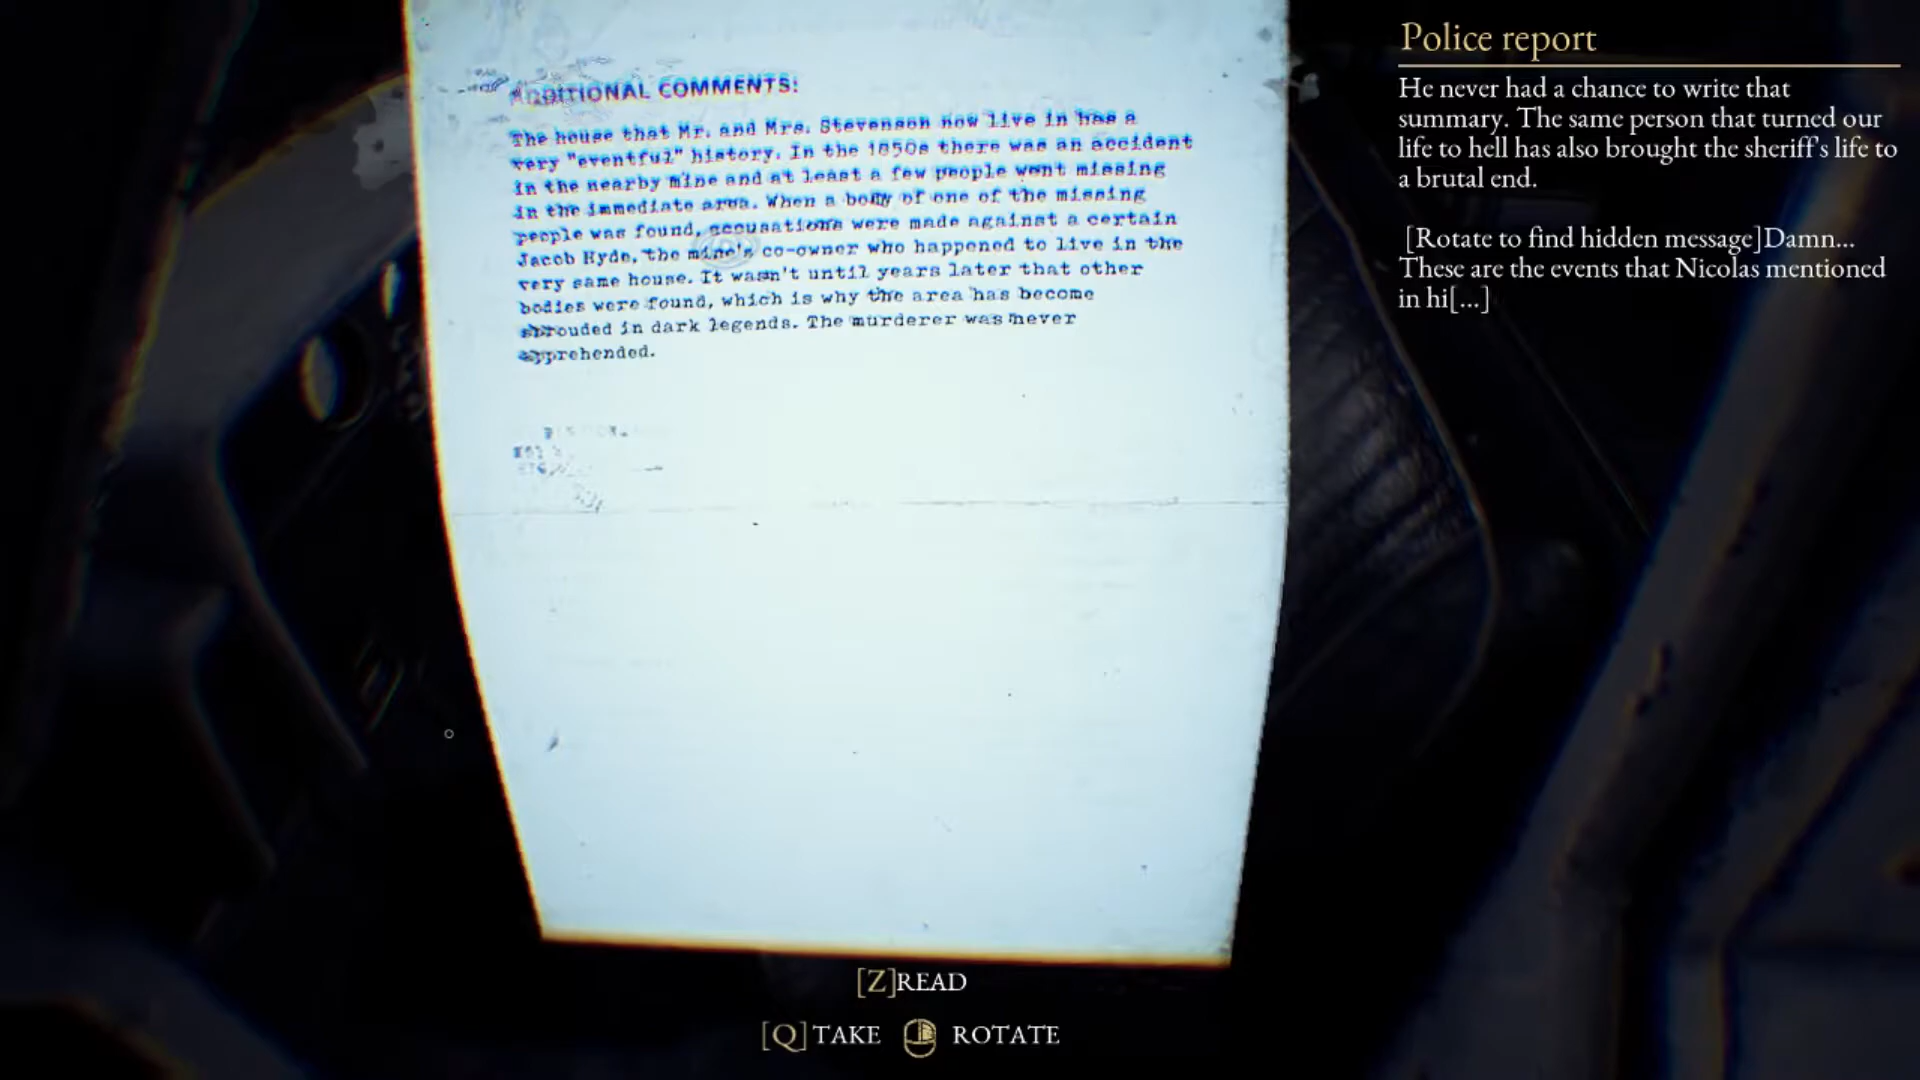 ADDITIONAL COMMENTS:
The house that Mr. and Mrs. Stevenson now live in has a
very "eventful" history. In the 1850s there was an accident
in the nearby mine and at least a few people went missing
in the immediate area. When a body of one of the missing
people was found, accusations were made against a certain
Jacob Hyde, the mine's co-owner who happened to live in the
very same house. It wasn't until years later that other
bodies were found, which is why the area has become
shrouded in dark legends. The murderer was never
apprehended.
Police report
He never had a chance to write that
summary. The same person that turned our
life to hell has also brought the sheriff's life to
a brutal end.
[Rotate to find hidden message]Damn...
These are the events that Nicolas mentioned
in hi[...]
[Z]READ
[Q]TAKE ROTATE